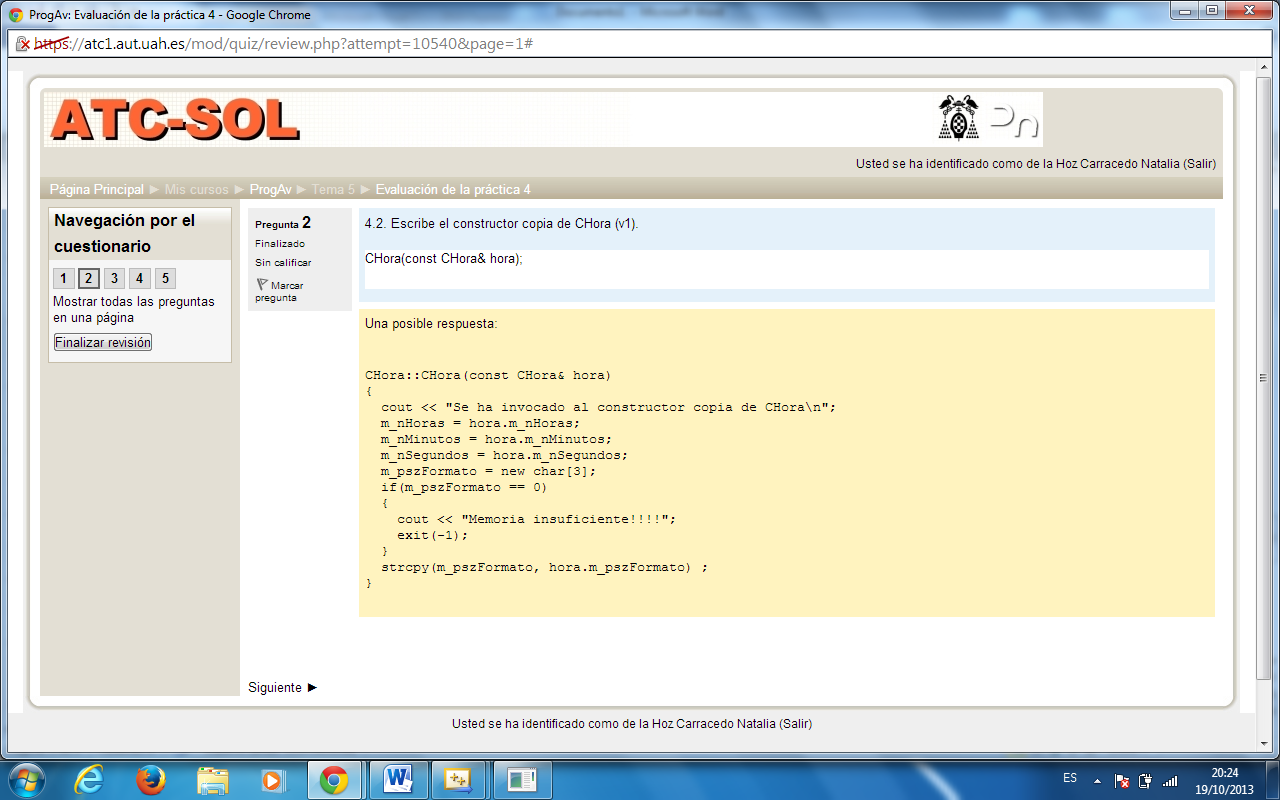 ProgAv: Evaluación de la práctica 4 - Google Chrome
https://atc1.aut.uah.es/mod/quiz/review.php?attempt=10540&page=1#
ATC-SOL
Usted se ha identificado como de la Hoz Carracedo Natalia (Salir)
Página Principal ► Mis cursos ► ProgAv ► Tema 5 ► Evaluación de la práctica 4
Navegación por el
cuestionario
1 2 3 4 5
Mostrar todas las preguntas
en una página
Finalizar revisión
Pregunta 2
Finalizado
Sin calificar
Marcar
pregunta
4.2. Escribe el constructor copia de CHora (v1).
CHora(const CHora& hora);
Una posible respuesta:
CHora::CHora(const CHora& hora)
{
  cout << "Se ha invocado al constructor copia de CHora\n";
  m_nHoras = hora.m_nHoras;
  m_nMinutos = hora.m_nMinutos;
  m_nSegundos = hora.m_nSegundos;
  m_pszFormato = new char[3];
  if(m_pszFormato == 0)
  {
    cout << "Memoria insuficiente!!!!";
    exit(-1);
  }
  strcpy(m_pszFormato, hora.m_pszFormato) ;
}
Siguiente ►
Usted se ha identificado como de la Hoz Carracedo Natalia (Salir)
ES
20:24
19/10/2013